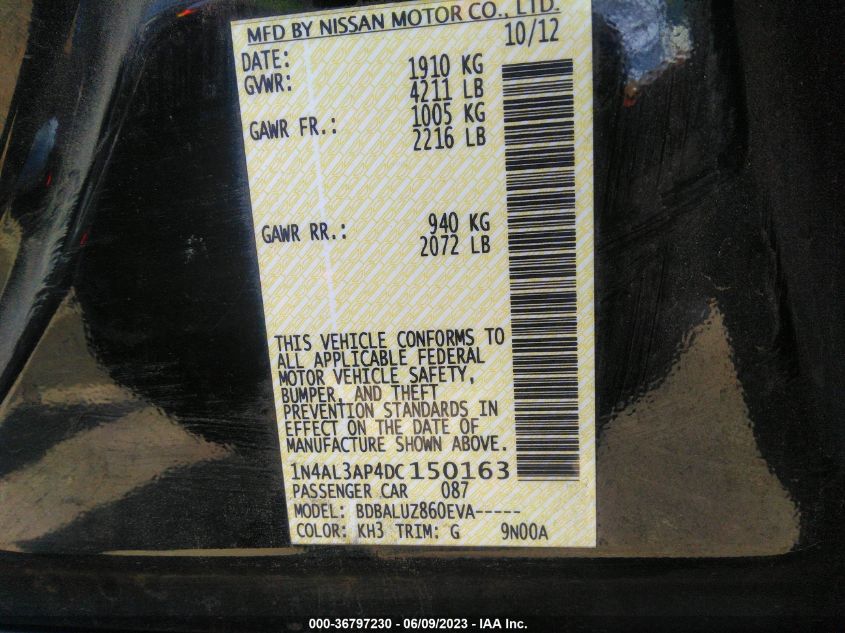 MFD BY NISSAN MOTOR CO., LTD.
DATE: 10/12
GVWR: 1910 KG
4211 LB
GAWR FR.: 1005 KG
2216 LB
GAWR RR.: 940 KG
2072 LB
THIS VEHICLE CONFORMS TO
ALL APPLICABLE FEDERAL
MOTOR VEHICLE SAFETY,
BUMPER, AND THEFT
PREVENTION STANDARDS IN
EFFECT ON THE DATE OF
MANUFACTURE SHOWN ABOVE.
1N4AL3AP4DC150163
PASSENGER CAR 087
MODEL: BDBALUZ860EVA-----
COLOR: KH3 TRIM: G 9N00A
000-36797230 - 06/09/2023 - IAA Inc.